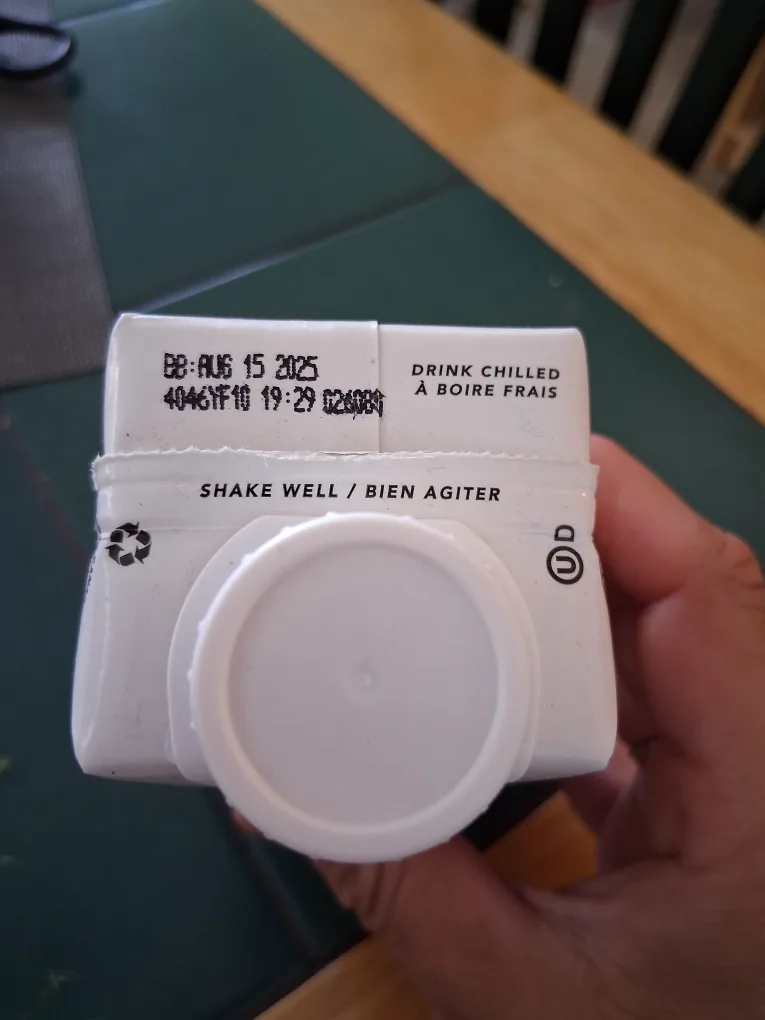 BB:AUG 15 2025
4046YF10 19:29
DRINK CHILLED
À BOIRE FRAIS
SHAKE WELL / BIEN AGITER
U D